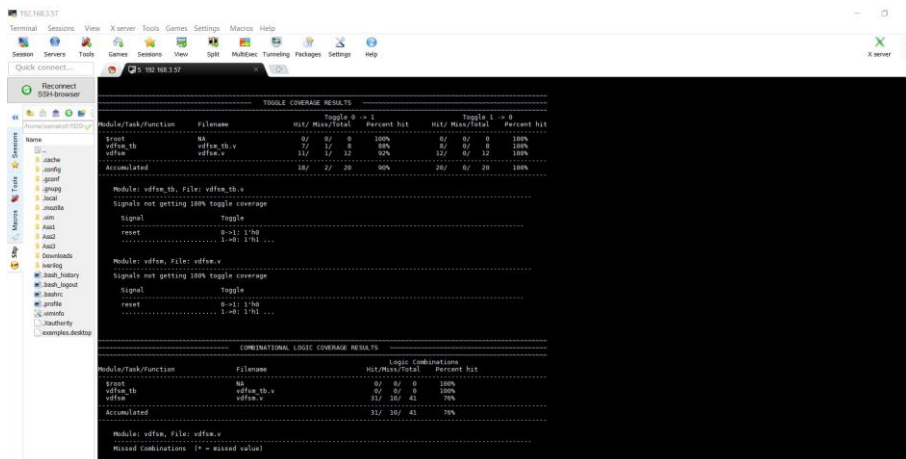 192.168.3.57
Terminal Sessions View X server Tools Games Settings Macros Help
Session Servers Tools Games Sessions View Split MultiExec Tunneling Packages Settings Help X server
Quick connect...
5. 192.168.3.57
Reconnect SSH-browser
Name
..
.cache
.config
.gconf
.gnupg
.local
.mozilla
.vim
Ass1
Ass2
Ass3
Downloads
iverilog
.bash_history
.bash_logout
.bashrc
.profile
.viminfo
.Xauthority
examples.desktop
Sessions
Tools
Macros
Sftp
TOGGLE COVERAGE RESULTS
Toggle 0 -> 1 Toggle 1 -> 0
Module/Task/Function Filename Hit/ Miss/Total Percent hit Hit/ Miss/Total Percent hit
$root NA 0/ 0/ 0 100% 0/ 0/ 0 100%
vdfsm_tb vdfsm_tb.v 7/ 1/ 8 88% 8/ 0/ 8 100%
vdfsm vdfsm.v 11/ 1/ 12 92% 12/ 0/ 12 100%
Accumulated 18/ 2/ 20 90% 20/ 0/ 20 100%
Module: vdfsm_tb, File: vdfsm_tb.v
Signals not getting 100% toggle coverage
Signal Toggle
reset 0->1: 1'h0
......................... 1->0: 1'h1 ...
Module: vdfsm, File: vdfsm.v
Signals not getting 100% toggle coverage
Signal Toggle
reset 0->1: 1'h0
......................... 1->0: 1'h1 ...
COMBINATIONAL LOGIC COVERAGE RESULTS
Logic Combinations
Module/Task/Function Filename Hit/Miss/Total Percent hit
$root NA 0/ 0/ 0 100%
vdfsm_tb vdfsm_tb.v 0/ 0/ 0 100%
vdfsm vdfsm.v 31/ 10/ 41 76%
Accumulated 31/ 10/ 41 76%
Module: vdfsm, File: vdfsm.v
Missed Combinations (* = missed value)